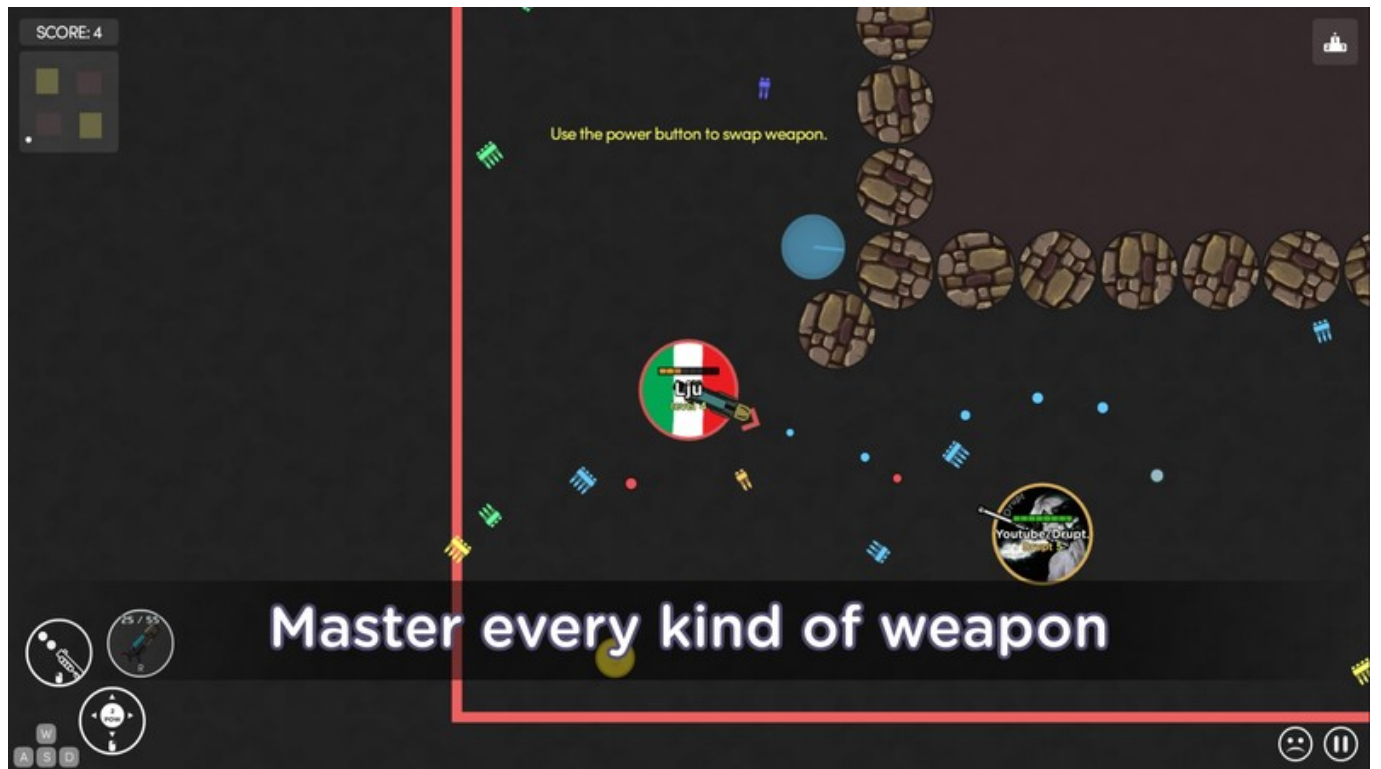 SCORE: 4
Use the power button to swap weapon.
Lju
Youtube/Drupt.
Master every kind of weapon
25 / 55
R
POW
W
A S D